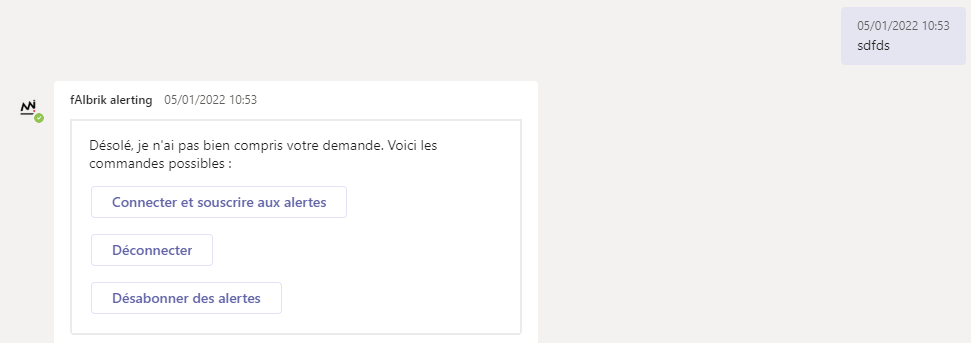 05/01/2022 10:53
sdfds
fAIbrik alerting 05/01/2022 10:53
Désolé, je n'ai pas bien compris votre demande. Voici les
commandes possibles :
Connecter et souscrire aux alertes
Déconnecter
Désabonner des alertes